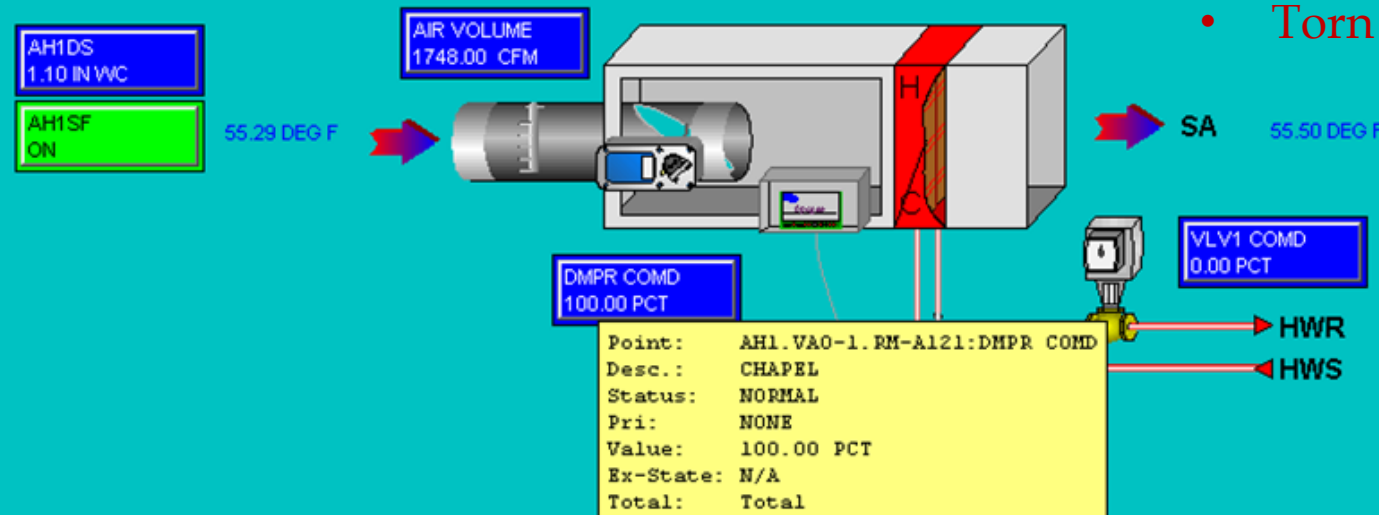 • Torn
AH1DS
1.10 IN WC
AIR VOLUME
1748.00 CFM
AH1SF
ON
55.29 DEG F
H
C
SA
55.50 DEG F
DMPR COMD
100.00 PCT
VLV1 COMD
0.00 PCT
HWR
HWS
Point: AH1.VAO-1.RM-A121:DMPR COMD
Desc.: CHAPEL
Status: NORMAL
Pri: NONE
Value: 100.00 PCT
Ex-State: N/A
Total: Total